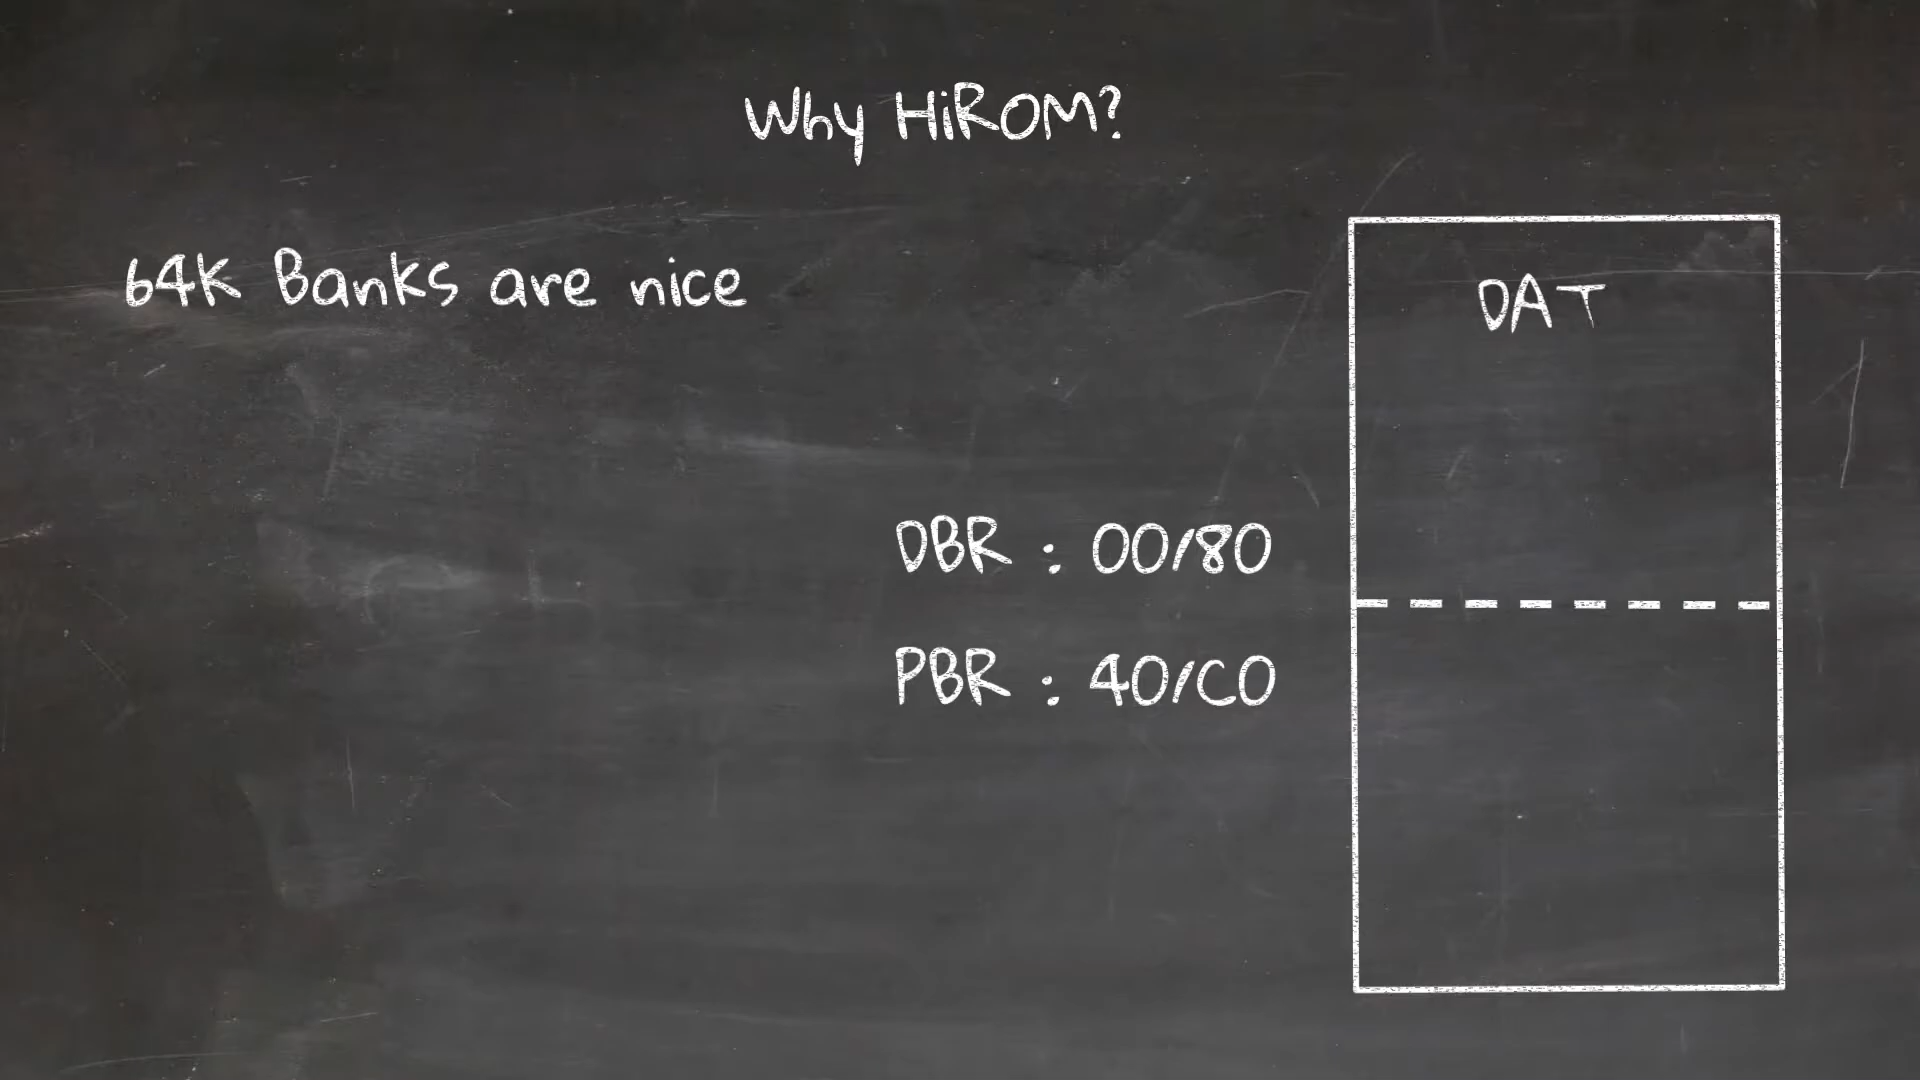 Why HiROM?
64K Banks are nice
DAT
DBR : 00/80
PBR : 40/C0